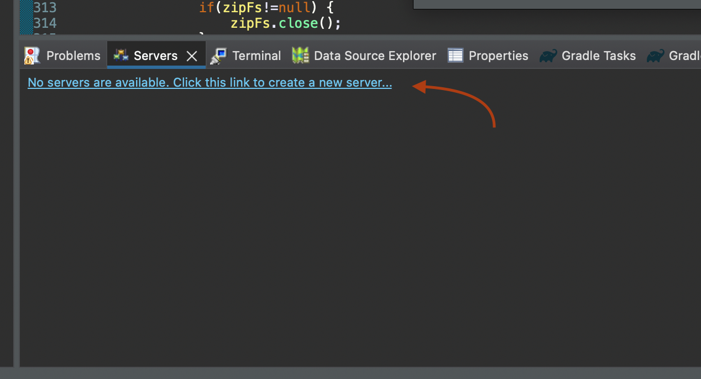 313 if(zipFs!=null) {
314 zipFs.close();
Problems Servers Terminal Data Source Explorer Properties Gradle Tasks Gradl
No servers are available. Click this link to create a new server...